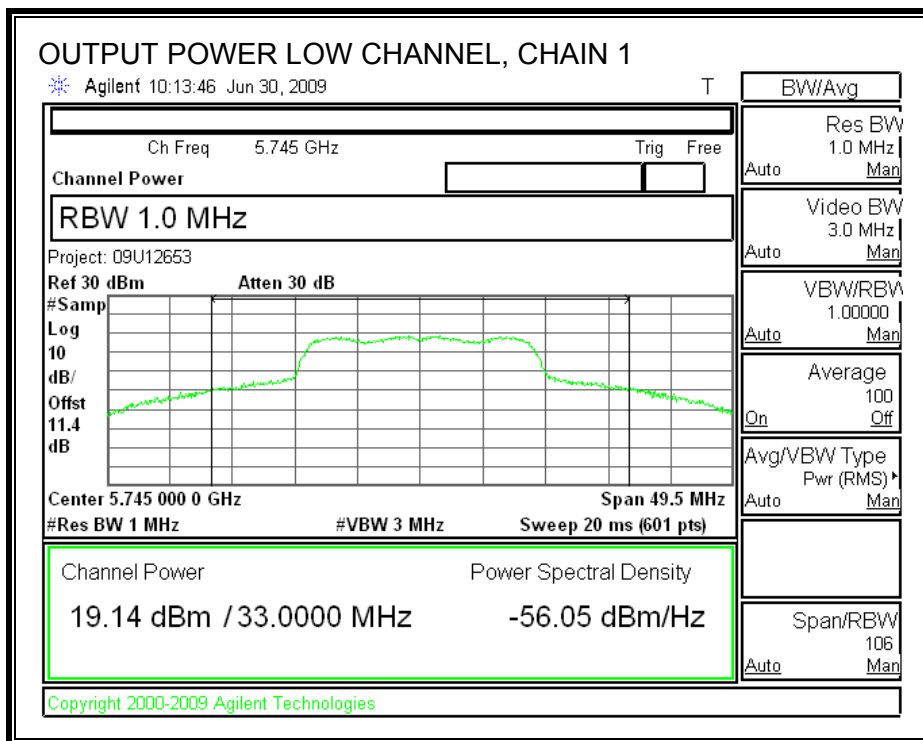 OUTPUT POWER LOW CHANNEL, CHAIN 1
Agilent 10:13:46 Jun 30, 2009 T
Ch Freq 5.745 GHz Trig Free
Channel Power
RBW 1.0 MHz
Project: 09U12653
Ref 30 dBm Atten 30 dB
#Samp
Log
10
dB/
Offst
11.4
dB
Center 5.745 000 0 GHz Span 49.5 MHz
#Res BW 1 MHz #VBW 3 MHz Sweep 20 ms (601 pts)
Channel Power Power Spectral Density
19.14 dBm / 33.0000 MHz -56.05 dBm/Hz
Copyright 2000-2009 Agilent Technologies
BW/Avg
Res BW
1.0 MHz
Auto Man
Video BW
3.0 MHz
Auto Man
VBW/RBW
1.00000
Auto Man
Average
100
On Off
Avg/VBW Type
Pwr (RMS)
Auto Man
Span/RBW
106
Auto Man